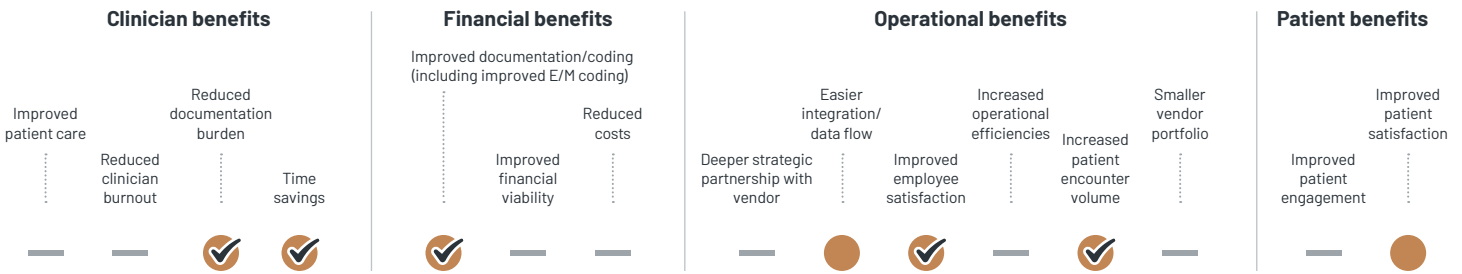 Clinician benefits
Improved
patient care
Reduced
clinician
burnout
Reduced
documentation
burden
Time
savings
Financial benefits
Improved documentation/coding
(including improved E/M coding)
Improved
financial
viability
Reduced
costs
Operational benefits
Deeper strategic
partnership with
vendor
Easier
integration/
data flow
Improved
employee
satisfaction
Increased
operational
efficiencies
Increased
patient
encounter
volume
Smaller
vendor
portfolio
Patient benefits
Improved
patient
engagement
Improved
patient
satisfaction